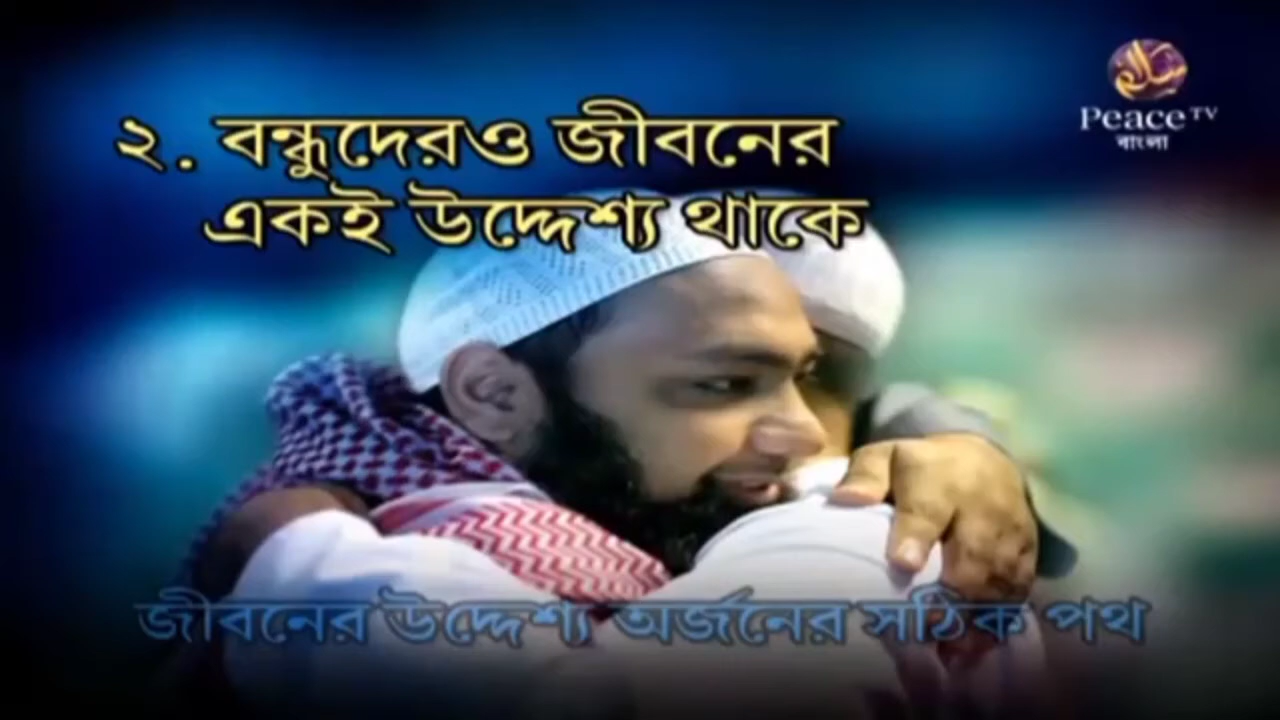 ২. বন্ধুদেরও জীবনের
একই উদ্দেশ্য থাকে
Peace TV
বাংলা
জীবনের উদ্দেশ্য অর্জনের সঠিক পথ